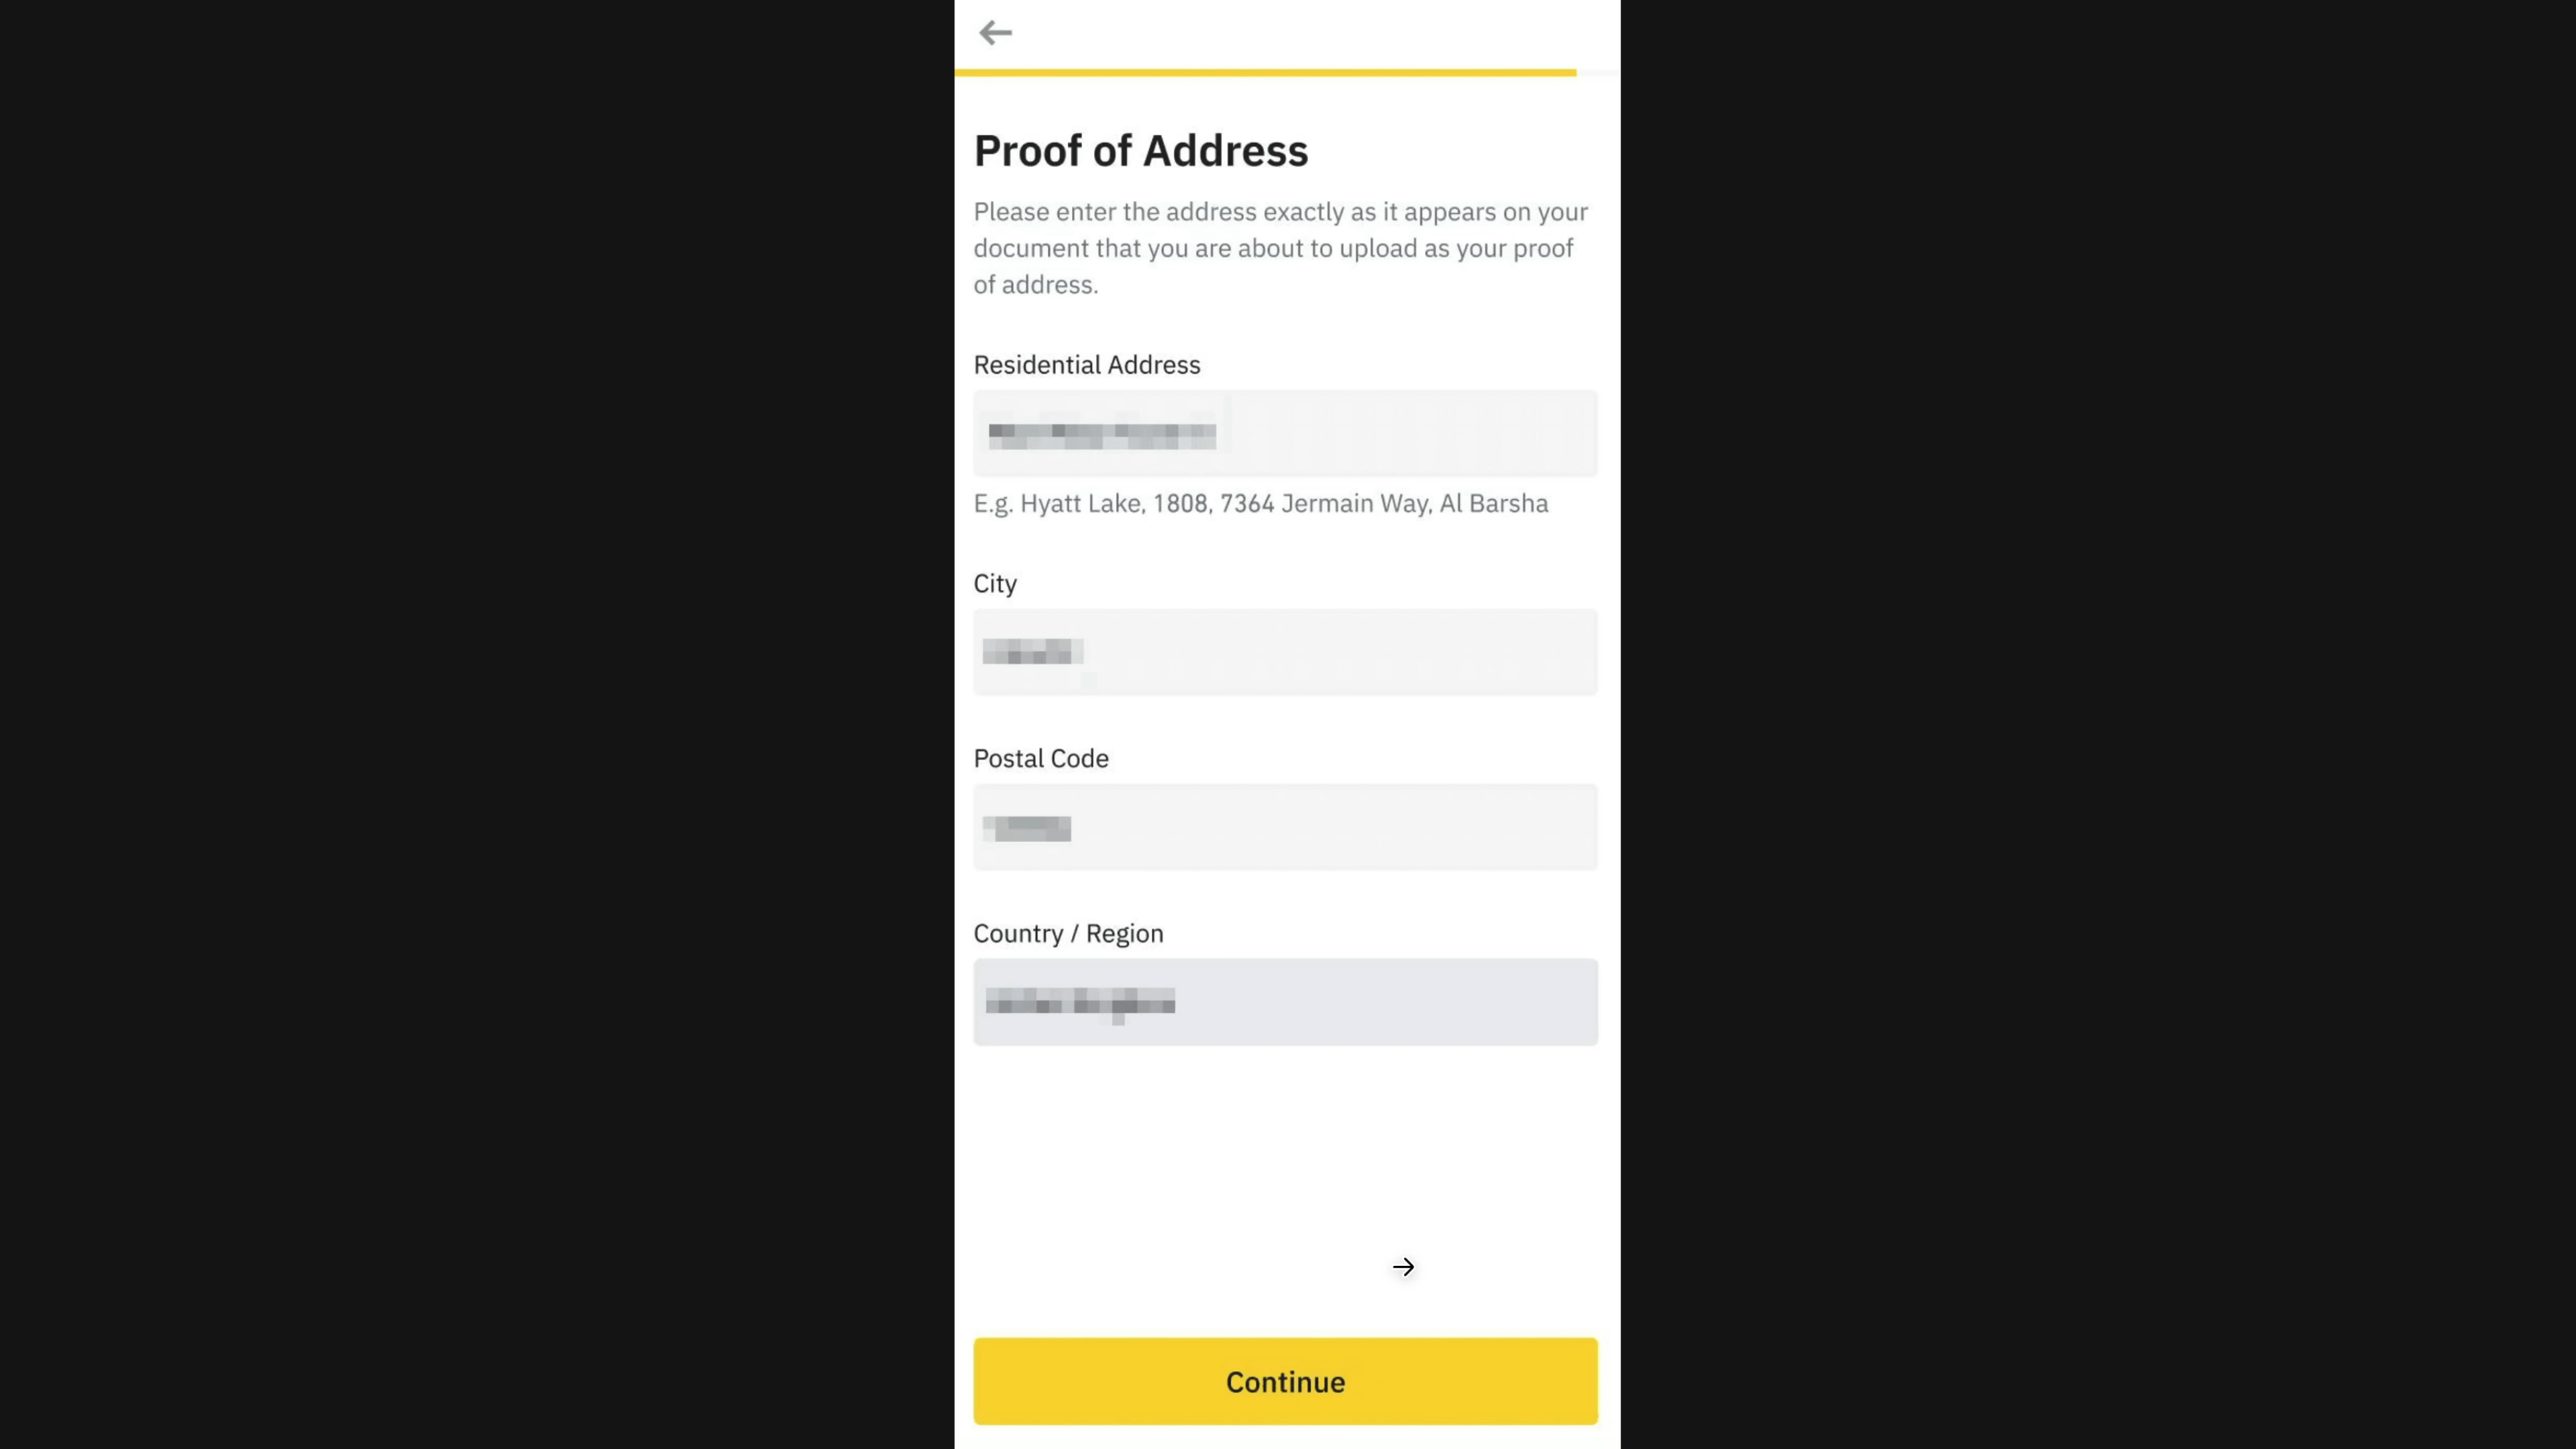 Proof of Address
Please enter the address exactly as it appears on your
document that you are about to upload as your proof
of address.
Residential Address
E.g. Hyatt Lake, 1808, 7364 Jermain Way, Al Barsha
City
Postal Code
Country / Region
Continue